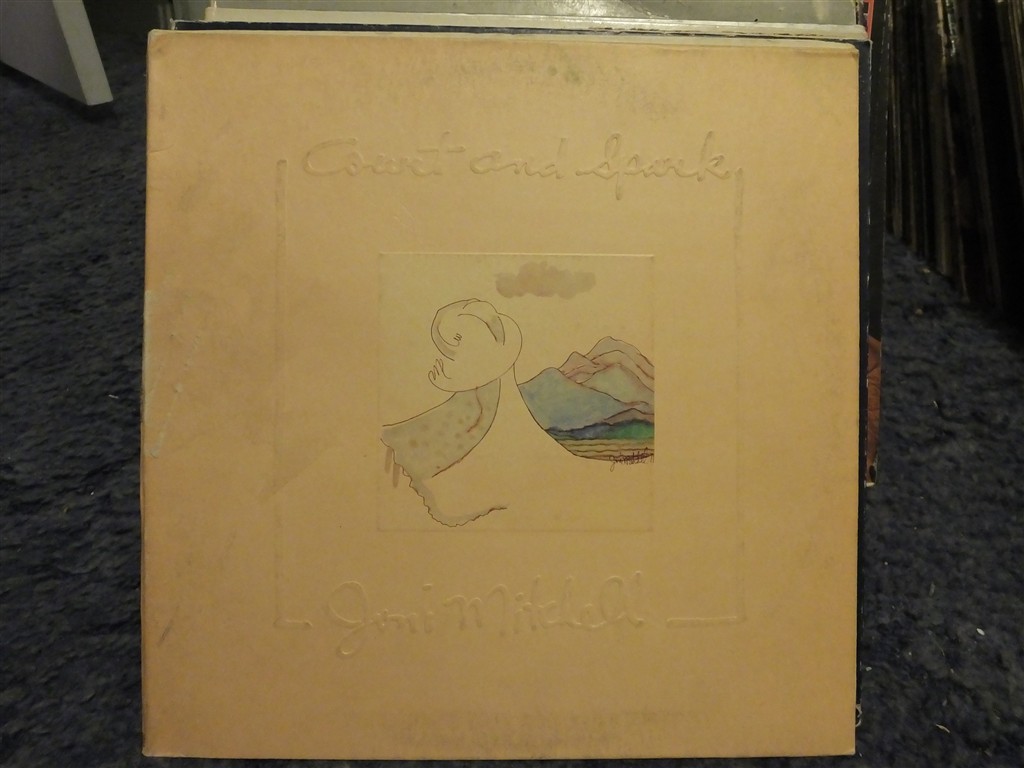 Court and Spark
Joni Mitchell